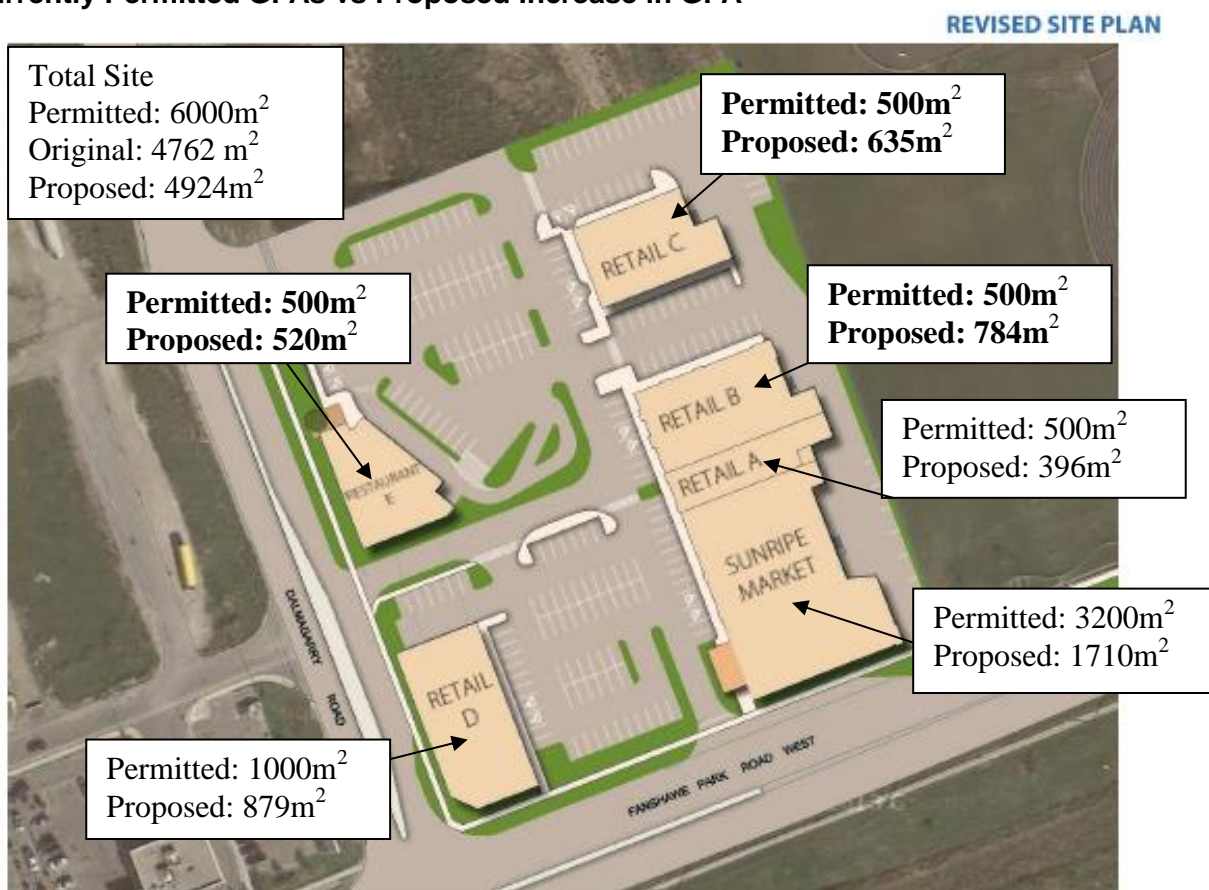 rrently Permitted GFAs vs Proposed Increase in GFA
REVISED SITE PLAN
Total Site
Permitted: 6000m²
Original: 4762 m²
Proposed: 4924m²
Permitted: 500m²
Proposed: 635m²
RETAIL C
Permitted: 500m²
Proposed: 520m²
Permitted: 500m²
Proposed: 784m²
RETAIL B
Permitted: 500m²
Proposed: 396m²
RETAIL A
RESTAURANT
E
SUNRIPE
MARKET
Permitted: 3200m²
Proposed: 1710m²
DALMAGARRY
ROAD
RETAIL
D
Permitted: 1000m²
Proposed: 879m²
FANSHAWE PARK ROAD WEST